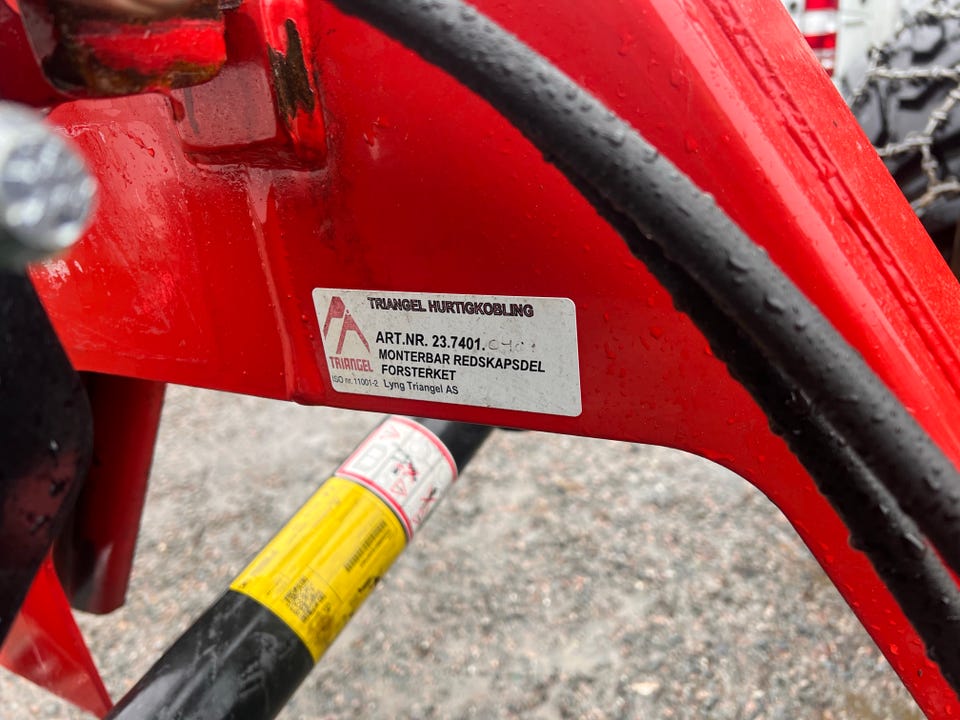 TRIANGEL HURTIGKOBLING
ART.NR. 23.7401.
MONTERBAR REDSKAPSDEL
FORSTERKET
TRIANGEL
ISO nr. 11001-2 Lyng Triangel AS